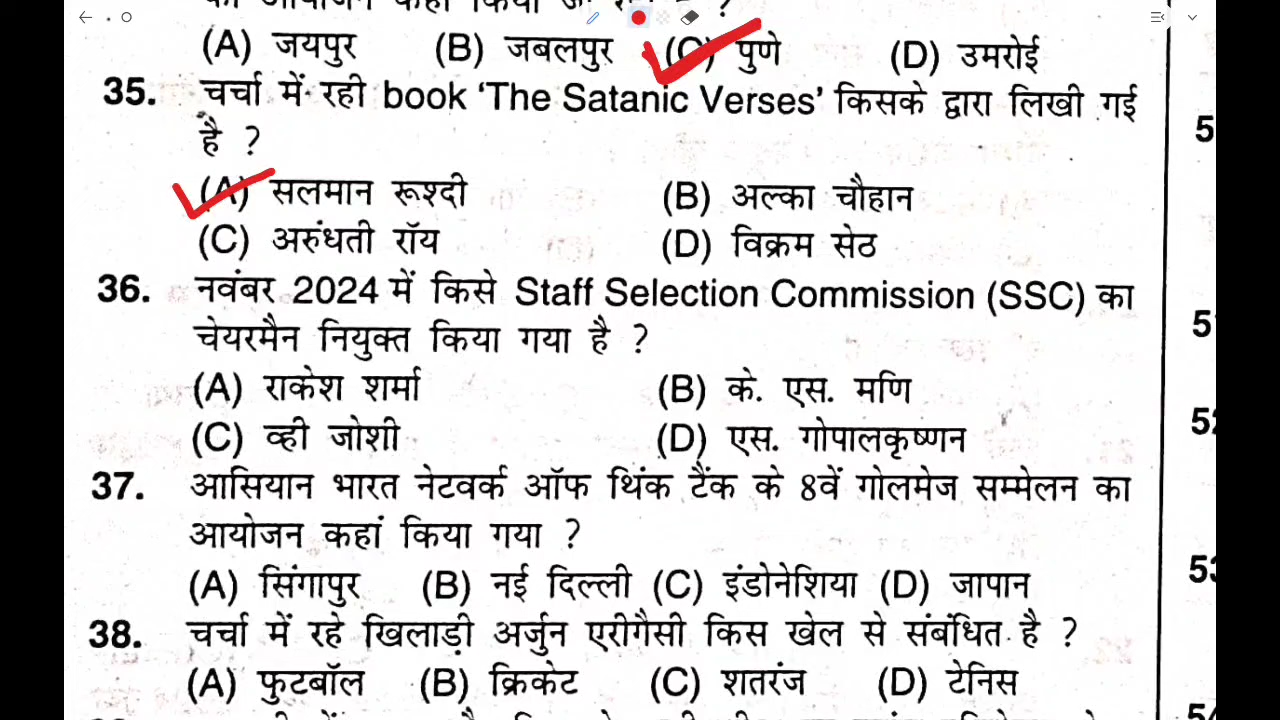 (A) जयपुर (B) जबलपुर (C) पुणे (D) उमरोई
35. चर्चा में रही book ‘The Satanic Verses’ किसके द्वारा लिखी गई
है ?
(A) सलमान रूश्दी (B) अल्का चौहान
(C) अरुंधती रॉय (D) विक्रम सेठ
36. नवंबर 2024 में किसे Staff Selection Commission (SSC) का
चेयरमैन नियुक्त किया गया है ?
(A) राकेश शर्मा (B) के. एस. मणि
(C) व्ही जोशी (D) एस. गोपालकृष्णन
37. आसियान भारत नेटवर्क ऑफ थिंक टैंक के 8वें गोलमेज सम्मेलन का
आयोजन कहां किया गया ?
(A) सिंगापुर (B) नई दिल्ली (C) इंडोनेशिया (D) जापान
38. चर्चा में रहे खिलाड़ी अर्जुन एरीगैसी किस खेल से संबंधित है ?
(A) फुटबॉल (B) क्रिकेट (C) शतरंज (D) टेनिस